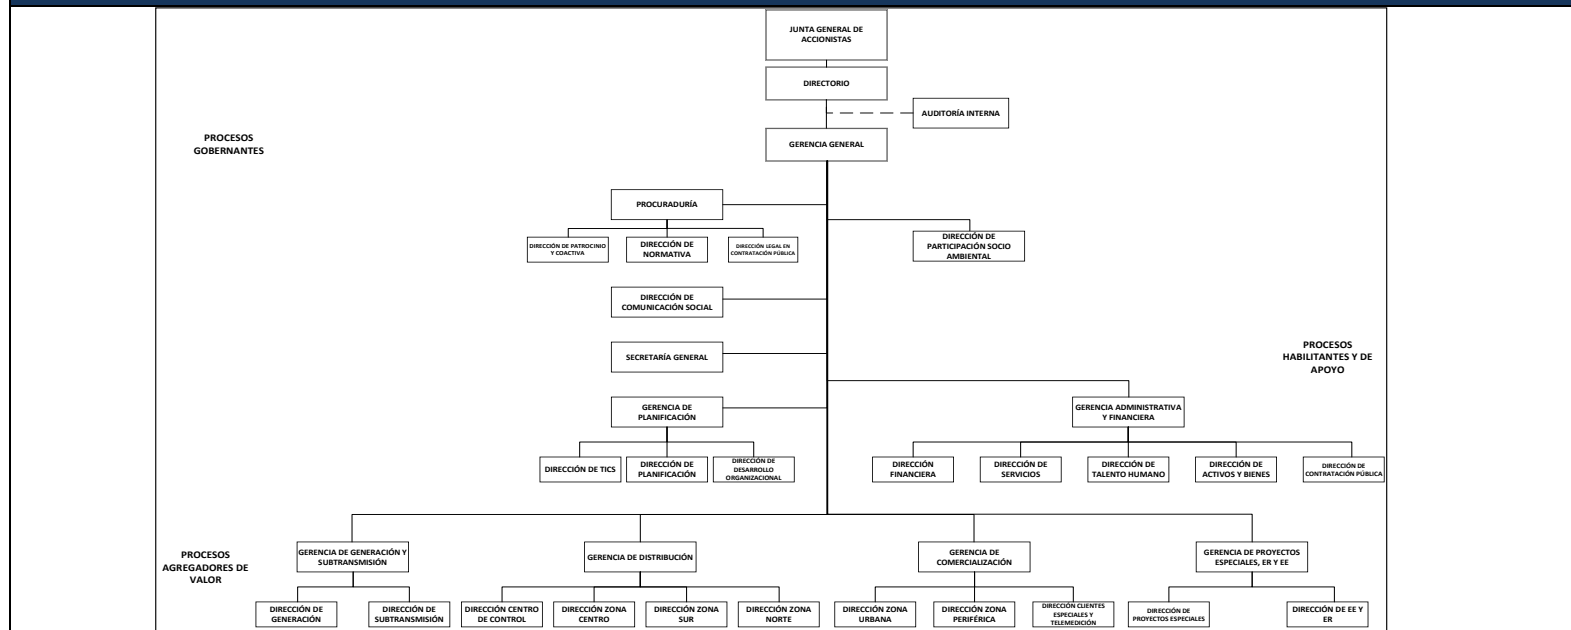 JUNTA GENERAL DE
ACCIONISTAS
DIRECTORIO
AUDITORÍA INTERNA
PROCESOS
GOBERNANTES
GERENCIA GENERAL
PROCURADURÍA
DIRECCIÓN DE PATROCINIO
Y COACTIVA
DIRECCIÓN DE
NORMATIVA
DIRECCIÓN LEGAL EN
CONTRATACIÓN PÚBLICA
DIRECCIÓN DE
PARTICIPACIÓN SOCIO
AMBIENTAL
DIRECCIÓN DE
COMUNICACIÓN SOCIAL
SECRETARÍA GENERAL
PROCESOS
HABILITANTES Y DE
APOYO
GERENCIA DE
PLANIFICACIÓN
GERENCIA ADMINISTRATIVA
Y FINANCIERA
DIRECCIÓN DE TICS
DIRECCIÓN DE
PLANIFICACIÓN
DIRECCIÓN DE
DESARROLLO
ORGANIZACIONAL
DIRECCIÓN
FINANCIERA
DIRECCIÓN DE
SERVICIOS
DIRECCIÓN DE
TALENTO HUMANO
DIRECCIÓN DE
ACTIVOS Y BIENES
DIRECCIÓN DE
CONTRATACIÓN PÚBLICA
PROCESOS
AGREGADORES DE
VALOR
GERENCIA DE GENERACIÓN Y
SUBTRANSMISIÓN
GERENCIA DE DISTRIBUCIÓN
GERENCIA DE
COMERCIALIZACIÓN
GERENCIA DE PROYECTOS
ESPECIALES, ER Y EE
DIRECCIÓN DE
GENERACIÓN
DIRECCIÓN DE
SUBTRANSMISIÓN
DIRECCIÓN CENTRO
DE CONTROL
DIRECCIÓN ZONA
CENTRO
DIRECCIÓN ZONA
SUR
DIRECCIÓN ZONA
NORTE
DIRECCIÓN ZONA
URBANA
DIRECCIÓN ZONA
PERIFÉRICA
DIRECCIÓN CLIENTES
ESPECIALES Y
TELEMEDICIÓN
DIRECCIÓN DE
PROYECTOS ESPECIALES
DIRECCIÓN DE EE Y
ER